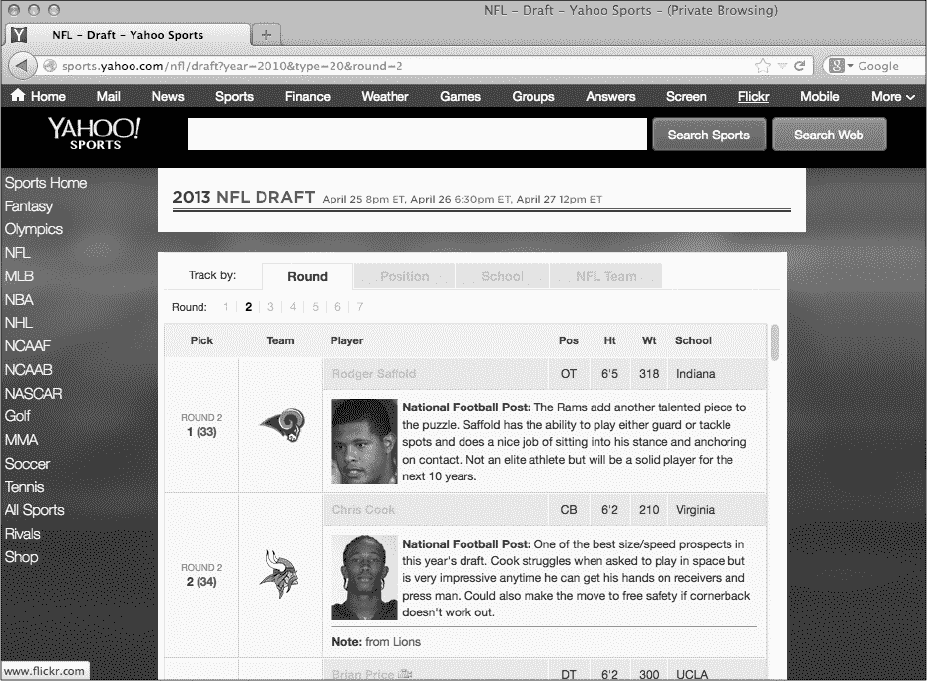 NFL – Draft – Yahoo Sports – (Private Browsing)
NFL – Draft – Yahoo Sports +
sports.yahoo.com/nfl/draft?year=2010&type=20&round=2 Google
Home Mail News Sports Finance Weather Games Groups Answers Screen Flickr Mobile More
YAHOO! SPORTS Search Sports Search Web
Sports Home
Fantasy
Olympics
NFL
MLB
NBA
NHL
NCAAF
NCAAB
NASCAR
Golf
MMA
Soccer
Tennis
All Sports
Rivals
Shop
2013 NFL DRAFT April 25 8pm ET, April 26 6:30pm ET, April 27 12pm ET
Track by: Round Position School NFL Team
Round: 1 | 2 | 3 | 4 | 5 | 6 | 7
Pick Team Player Pos Ht Wt School
Rodger Saffold OT 6'5 318 Indiana
ROUND 2
1 (33)
National Football Post: The Rams add another talented piece to
the puzzle. Saffold has the ability to play either guard or tackle
spots and does a nice job of sitting into his stance and anchoring
on contact. Not an elite athlete but will be a solid player for the
next 10 years.
Chris Cook CB 6'2 210 Virginia
ROUND 2
2 (34)
National Football Post: One of the best size/speed prospects in
this year's draft. Cook struggles when asked to play in space but
is very impressive anytime he can get his hands on receivers and
press man. Could also make the move to free safety if cornerback
doesn't work out.
Note: from Lions
Brian Price DT 6'2 300 UCLA
www.flickr.com